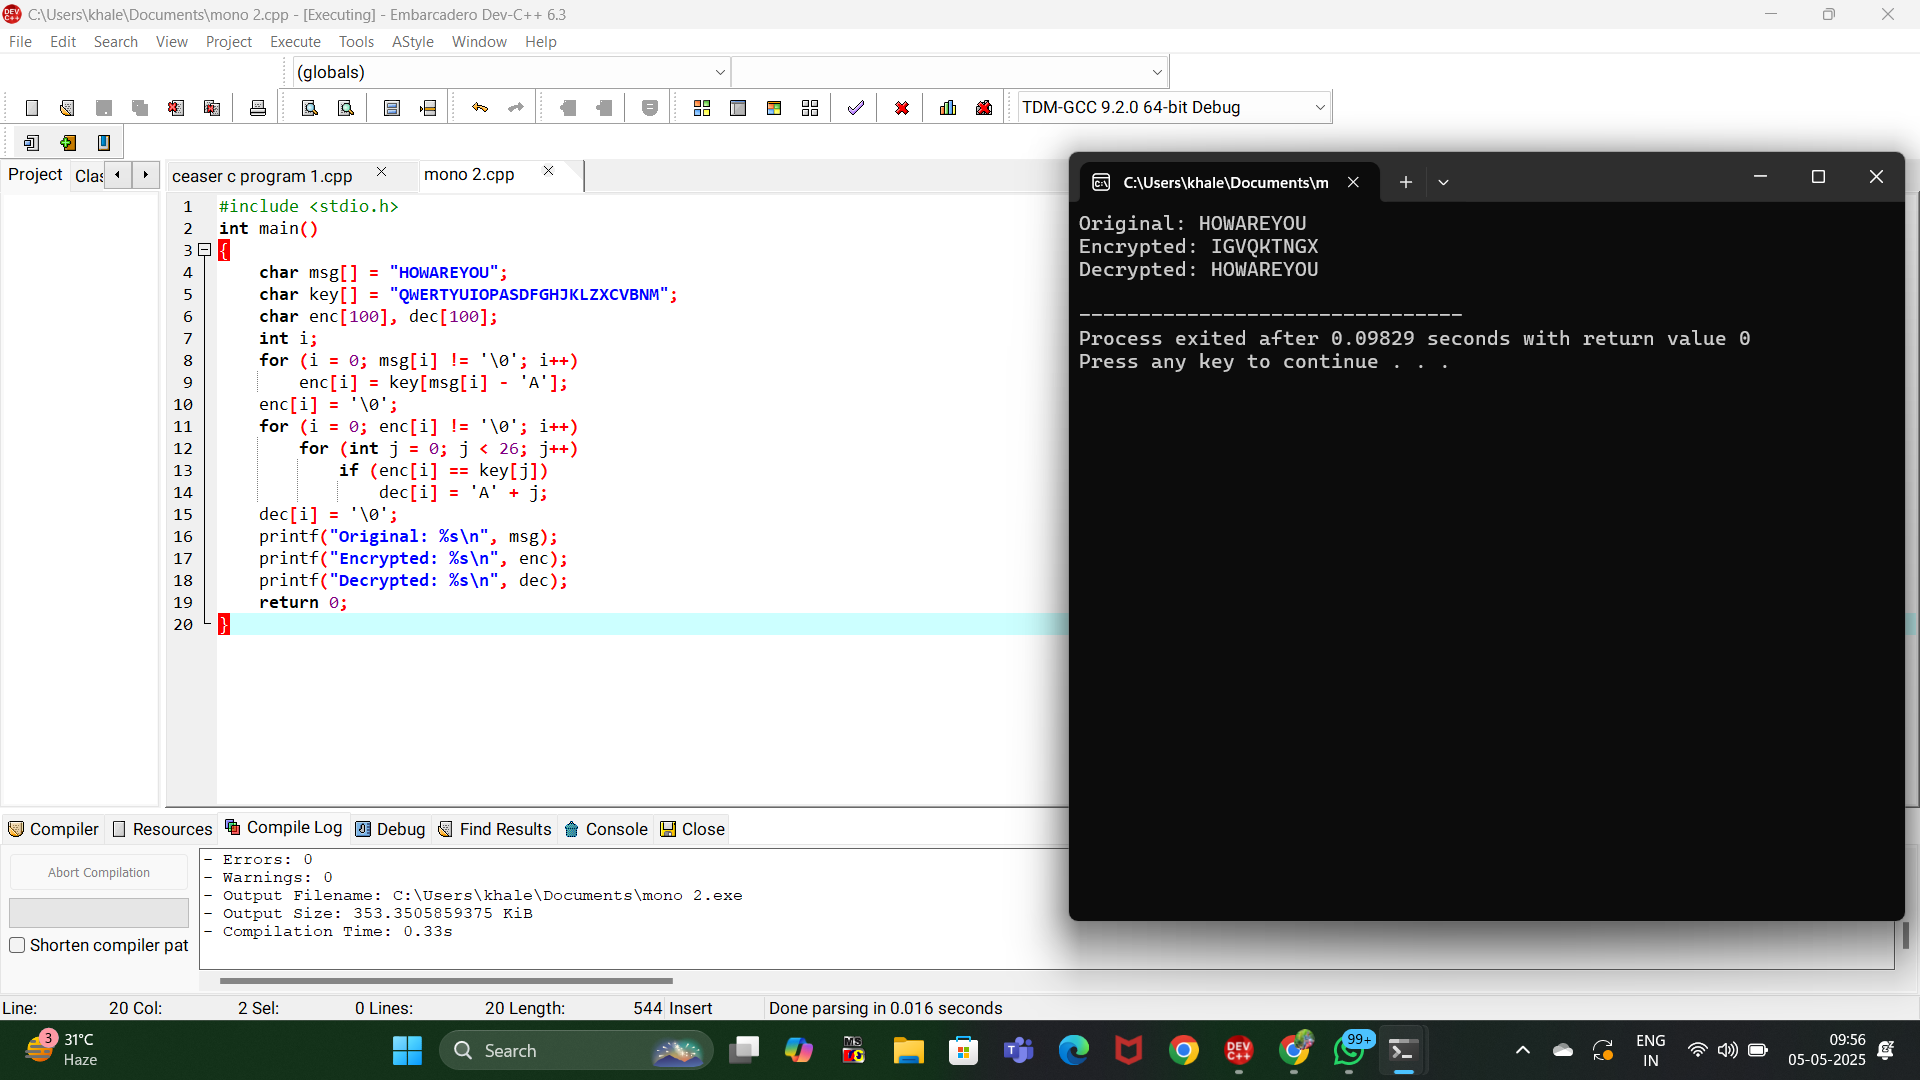 C:\Users\khale\Documents\mono 2.cpp - [Executing] - Embarcadero Dev-C++ 6.3
File Edit Search View Project Execute Tools AStyle Window Help
(globals)
TDM-GCC 9.2.0 64-bit Debug
Project Clas
ceaser c program 1.cpp mono 2.cpp
1 #include <stdio.h>
2 int main()
3 {
4 char msg[] = "HOWAREYOU";
5 char key[] = "QWERTYUIOPASDFGHJKLZXCVBNM";
6 char enc[100], dec[100];
7 int i;
8 for (i = 0; msg[i] != '\0'; i++)
9 enc[i] = key[msg[i] - 'A'];
10 enc[i] = '\0';
11 for (i = 0; enc[i] != '\0'; i++)
12 for (int j = 0; j < 26; j++)
13 if (enc[i] == key[j])
14 dec[i] = 'A' + j;
15 dec[i] = '\0';
16 printf("Original: %s\n", msg);
17 printf("Encrypted: %s\n", enc);
18 printf("Decrypted: %s\n", dec);
19 return 0;
20 }
C:\Users\khale\Documents\m
Original: HOWAREYOU
Encrypted: IGVQKTNGX
Decrypted: HOWAREYOU
--------------------------------
Process exited after 0.09829 seconds with return value 0
Press any key to continue . . .
Compiler Resources Compile Log Debug Find Results Console Close
Abort Compilation
Shorten compiler pat
- Errors: 0
- Warnings: 0
- Output Filename: C:\Users\khale\Documents\mono 2.exe
- Output Size: 353.3505859375 KiB
- Compilation Time: 0.33s
Line: 20 Col: 2 Sel: 0 Lines: 20 Length: 544 Insert Done parsing in 0.016 seconds
3
31°C
Haze
Search
DEV C++
99+
ENG
IN
09:56
05-05-2025